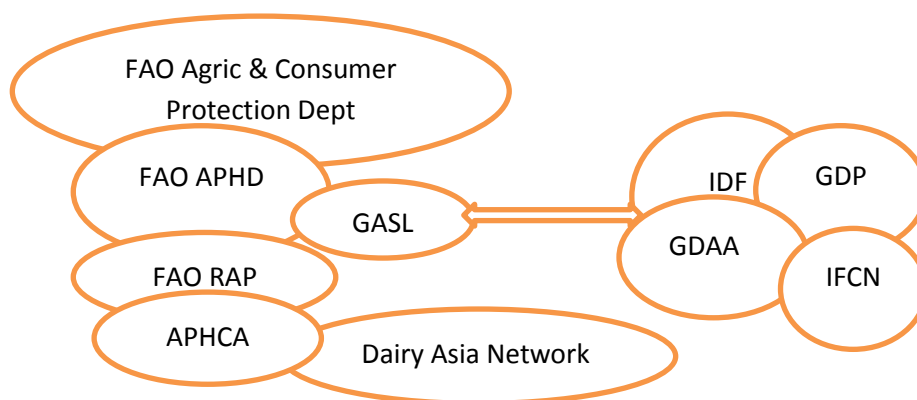 FAO Agric & Consumer
Protection Dept
FAO APHD
GASL
FAO RAP
APHCA
Dairy Asia Network
IDF
GDP
GDAA
IFCN